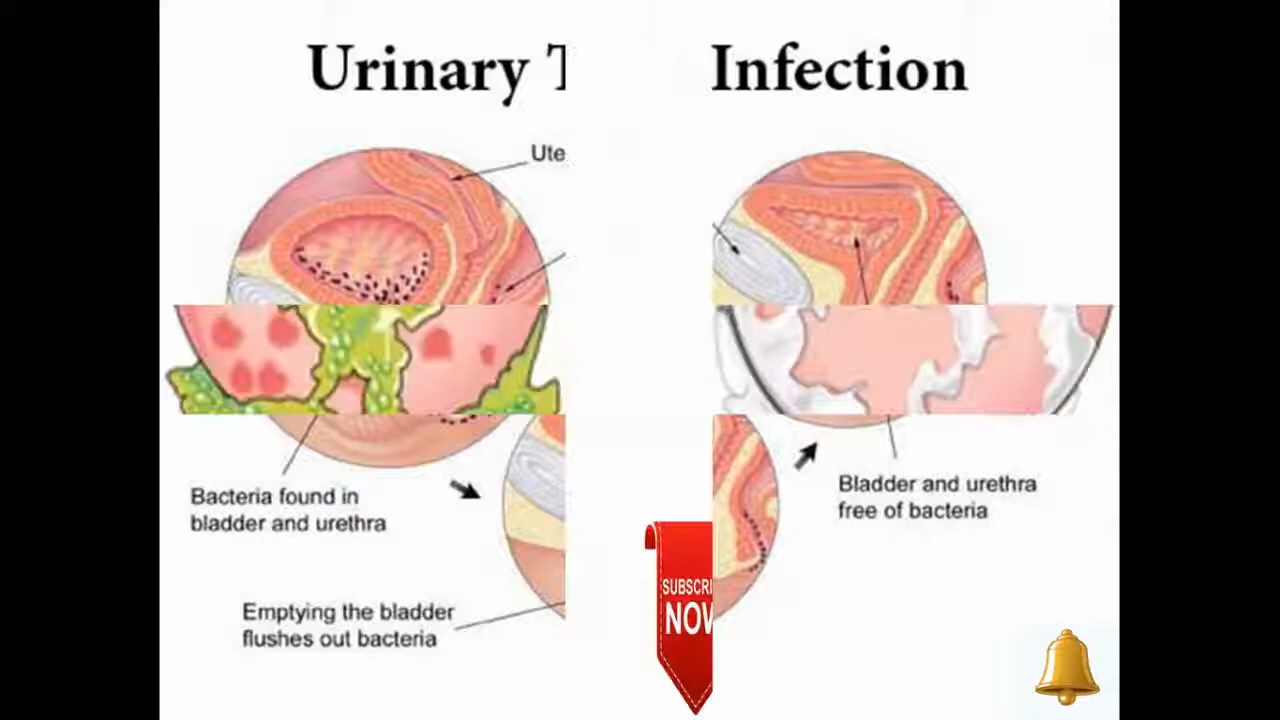 Urinary T Infection
Ute
Bacteria found in
bladder and urethra
Bladder and urethra
free of bacteria
SUBSCRI
NOW
Emptying the bladder
flushes out bacteria